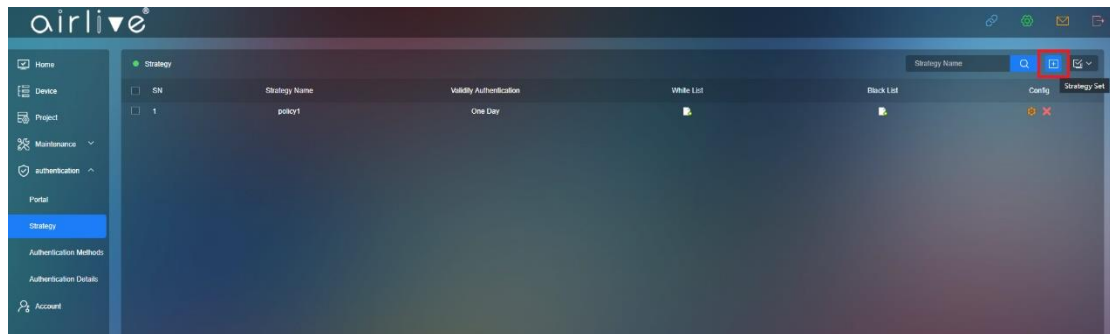 airlive®
Home
Device
Project
Maintenance
authentication
Portal
Strategy
Authentication Methods
Authentication Details
Account
Strategy
Strategy Name
Strategy Set
SN Strategy Name Validily Authentication White List Black List Config
1 policy1 One Day